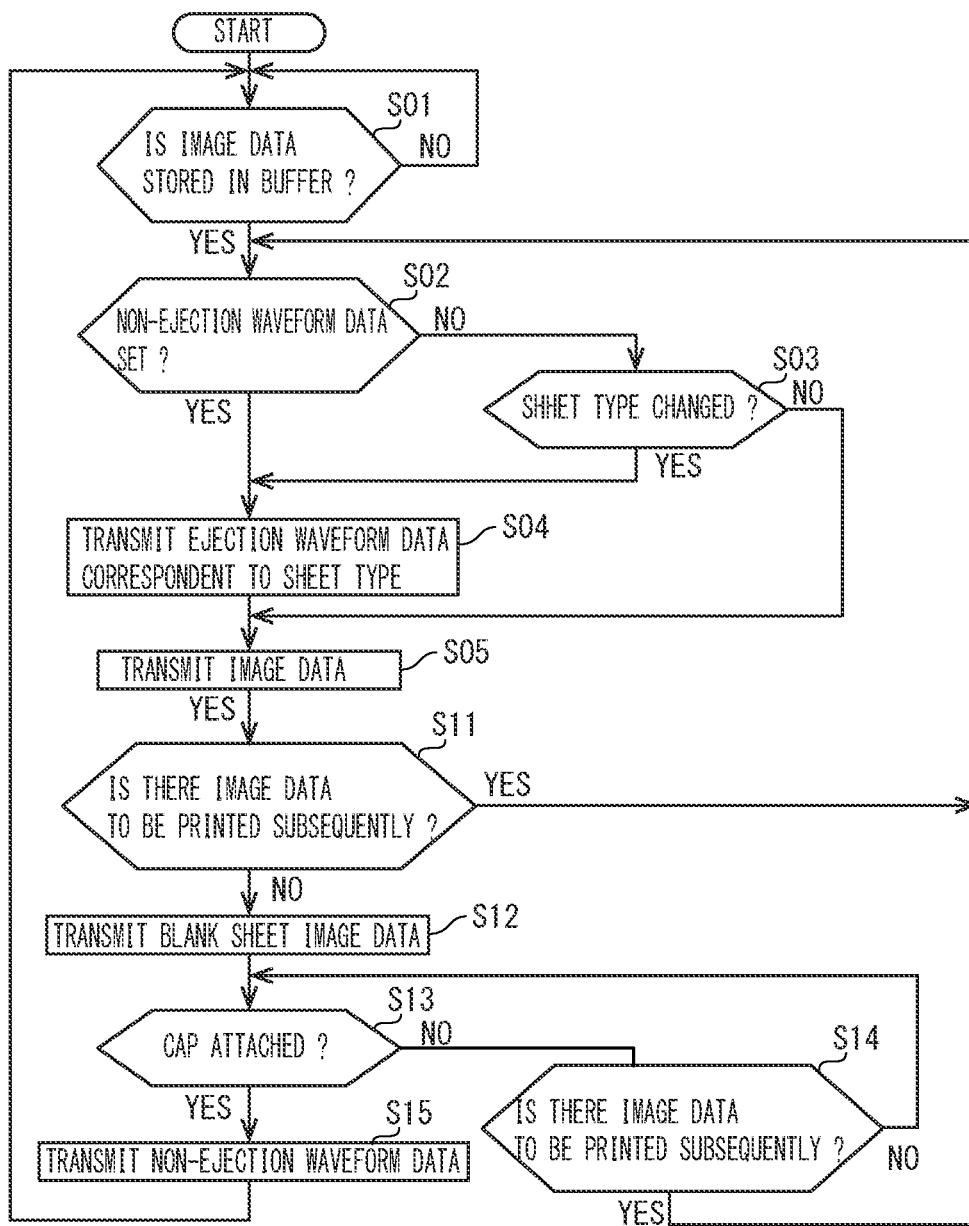 START
S01
IS IMAGE DATA
STORED IN BUFFER ?
NO
YES
S02
NON-EJECTION WAVEFORM DATA
SET ?
NO
S03
SHHET TYPE CHANGED ?
NO
YES
YES
S04
TRANSMIT EJECTION WAVEFORM DATA
CORRESPONDENT TO SHEET TYPE
S05
TRANSMIT IMAGE DATA
YES
S11
IS THERE IMAGE DATA
TO BE PRINTED SUBSEQUENTLY ?
YES
NO
S12
TRANSMIT BLANK SHEET IMAGE DATA
S13
CAP ATTACHED ?
NO
S14
IS THERE IMAGE DATA
TO BE PRINTED SUBSEQUENTLY ?
NO
YES
YES
S15
TRANSMIT NON-EJECTION WAVEFORM DATA